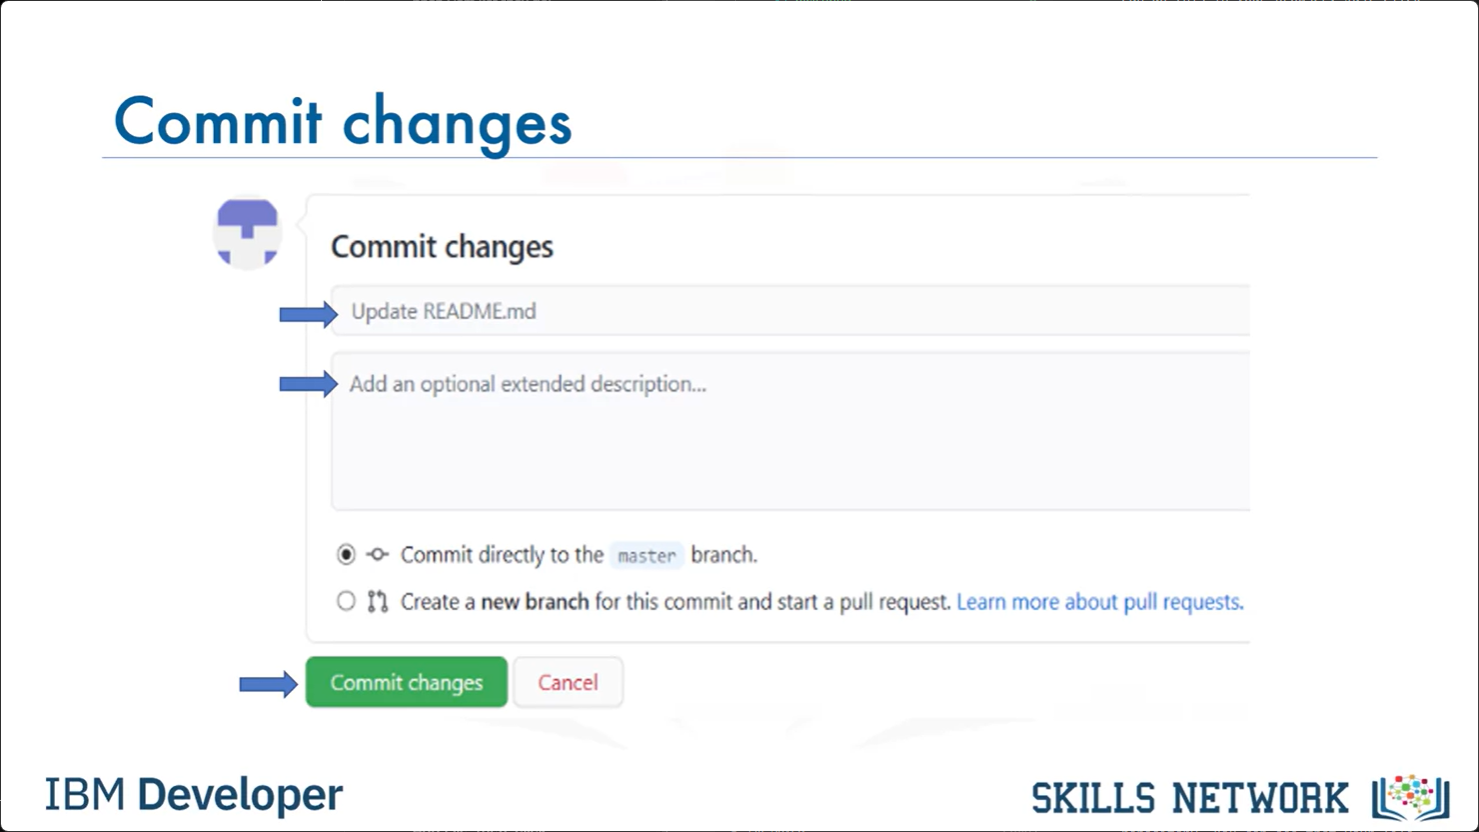 Commit changes
Commit changes
Update README.md
Add an optional extended description...
Commit directly to the master branch.
Create a new branch for this commit and start a pull request. Learn more about pull requests.
Commit changes Cancel
IBM Developer
SKILLS NETWORK